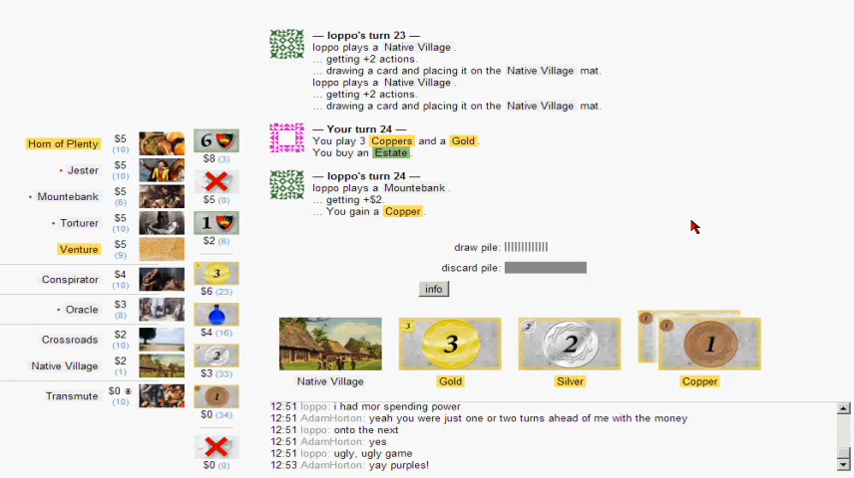 — loppo's turn 23 —
loppo plays a Native Village .
... getting +2 actions.
... drawing a card and placing it on the Native Village mat.
loppo plays a Native Village .
... getting +2 actions.
... drawing a card and placing it on the Native Village mat.
— Your turn 24 —
You play 3 Coppers and a Gold .
You buy an Estate .
— loppo's turn 24 —
loppo plays a Mountebank .
... getting +$2.
... You gain a Copper .
draw pile:
discard pile:
info
Horn of Plenty $5 (10)
Jester $5 (10)
Mountebank $5 (6)
Torturer $5 (10)
Venture $5 (9)
Conspirator $4 (10)
Oracle $3 (8)
Crossroads $2 (10)
Native Village $2 (1)
Transmute $0 (10)
6
$8 (3)
$5 (0)
1
$2 (6)
3
$6 (23)
$4 (16)
2
$3 (33)
1
$0 (34)
$0 (0)
Native Village
3 3
Gold
2 2
Silver
1 1
Copper
12:51 loppo: i had mor spending power
12:51 AdamHorton: yeah you were just one or two turns ahead of me with the money
12:51 loppo: onto the next
12:51 AdamHorton: yes
12:51 loppo: ugly, ugly game
12:53 AdamHorton: yay purples!